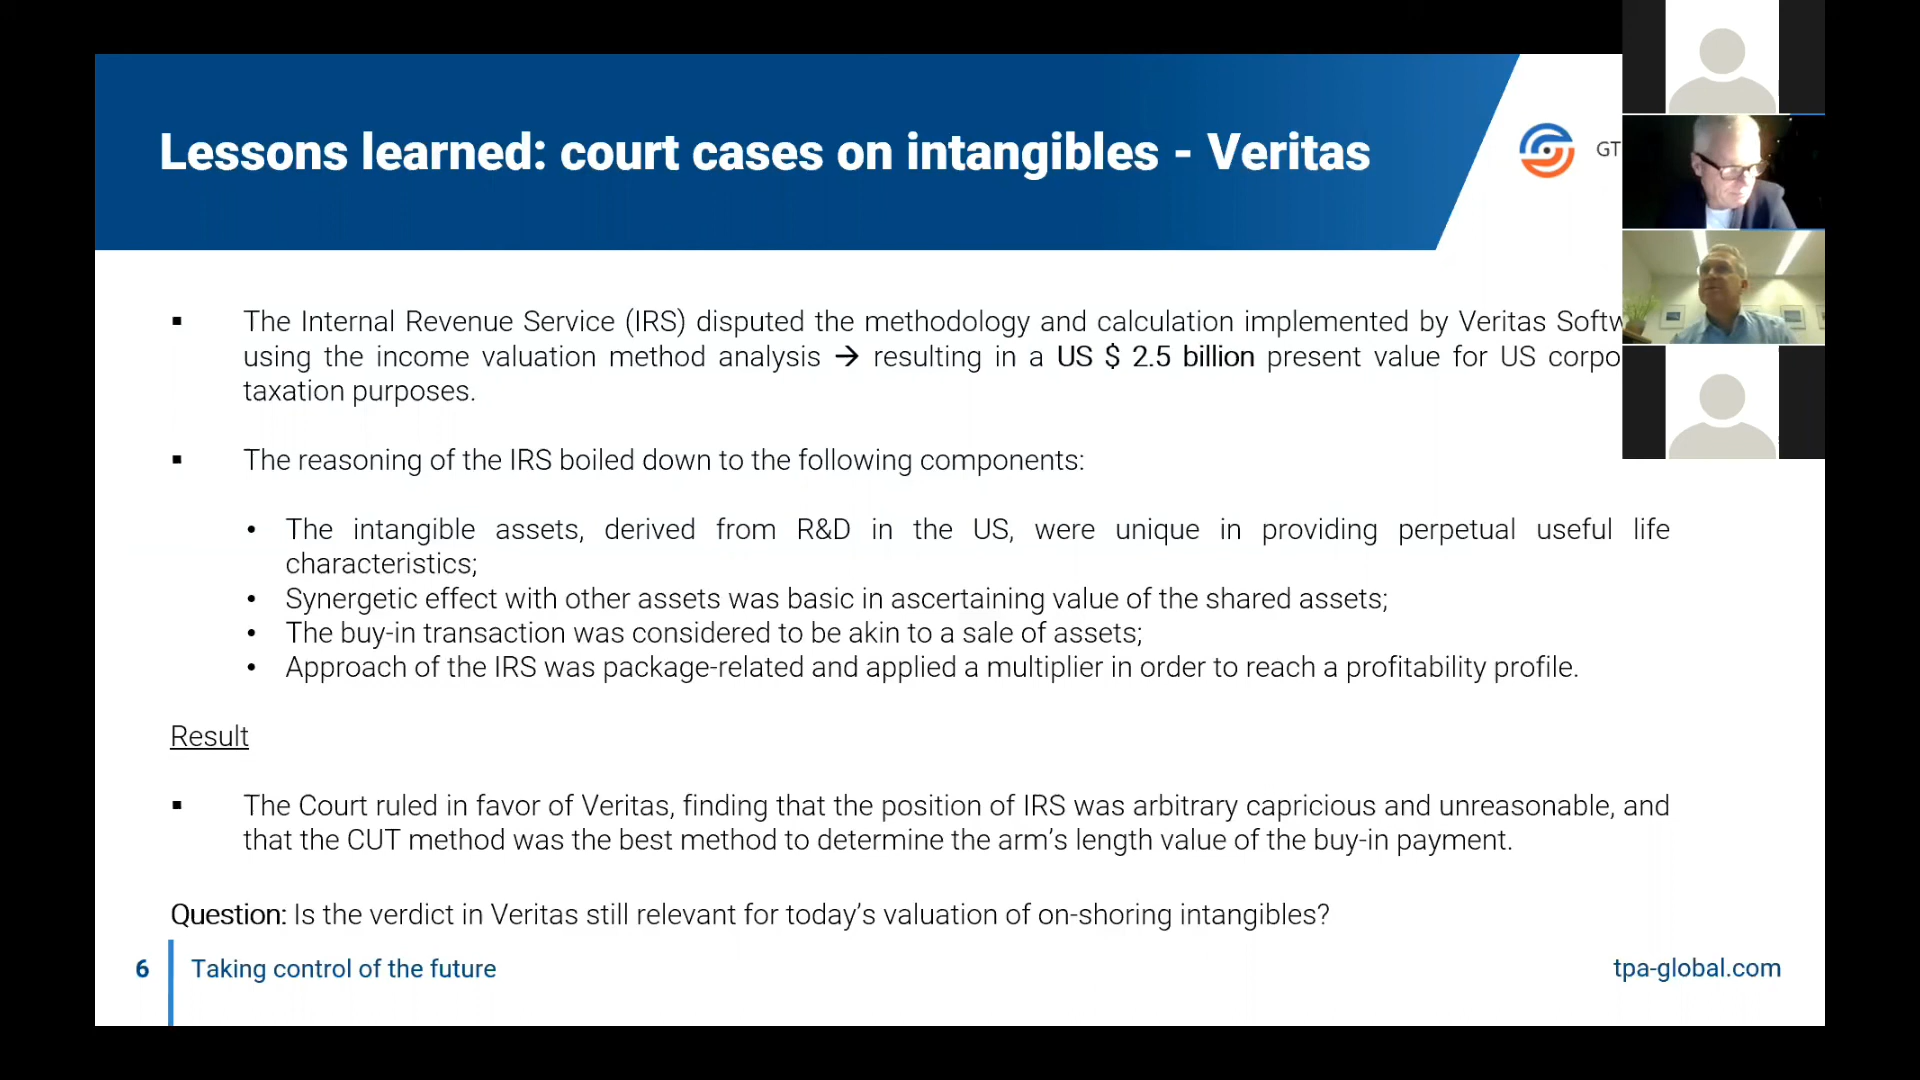 Lessons learned: court cases on intangibles - Veritas
GT
▪ The Internal Revenue Service (IRS) disputed the methodology and calculation implemented by Veritas
using the income valuation method analysis → resulting in a US $ 2.5 billion present value for US
taxation purposes.
▪ The reasoning of the IRS boiled down to the following components:
• The intangible assets, derived from R&D in the US, were unique in providing perpetual useful life
characteristics;
• Synergetic effect with other assets was basic in ascertaining value of the shared assets;
• The buy-in transaction was considered to be akin to a sale of assets;
• Approach of the IRS was package-related and applied a multiplier in order to reach a profitability profile.
Result
▪ The Court ruled in favor of Veritas, finding that the position of IRS was arbitrary capricious and unreasonable, and
that the CUT method was the best method to determine the arm's length value of the buy-in payment.
Question: Is the verdict in Veritas still relevant for today's valuation of on-shoring intangibles?
6 Taking control of the future
tpa-global.com